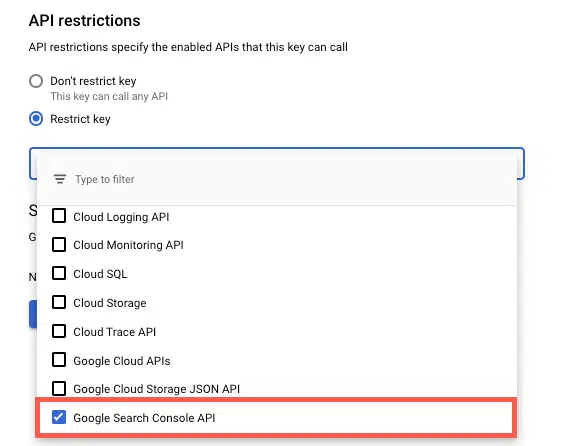 API restrictions
API restrictions specify the enabled APIs that this key can call
Don't restrict key
This key can call any API
Restrict key
Type to filter
S
Cloud Logging API
G
Cloud Monitoring API
N
Cloud SQL
Cloud Storage
Cloud Trace API
Google Cloud APIs
Google Cloud Storage JSON API
Google Search Console API